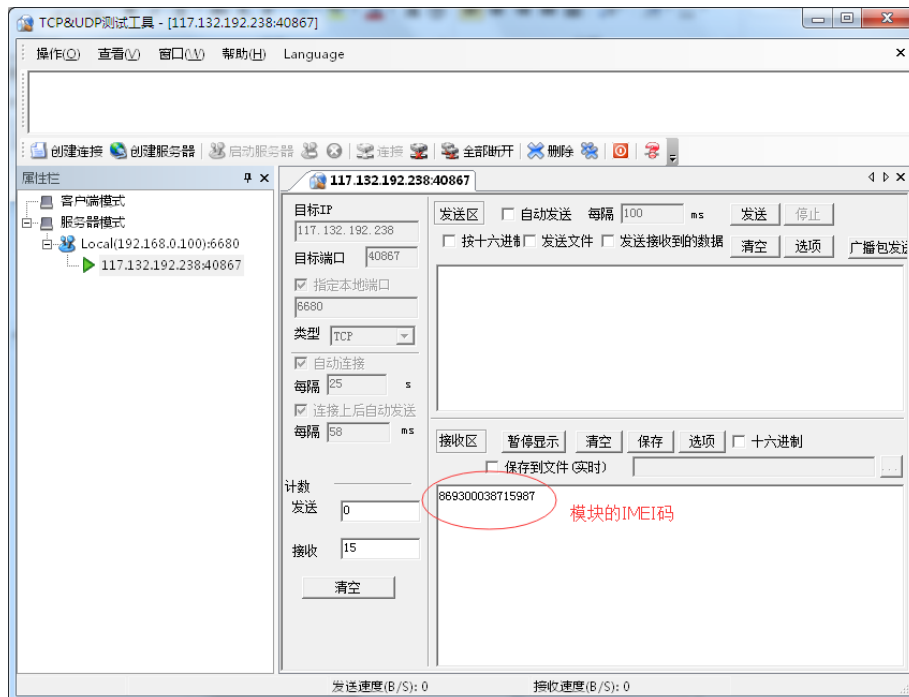 TCP&UDP测试工具 - [117.132.192.238:40867]
操作(O) 查看(V) 窗口(W) 帮助(H) Language
创建连接 创建服务器 启动服务器 连接 全部断开 删除
属性栏
117.132.192.238:40867
客户端模式
服务器模式
Local(192.168.0.100):6680
117.132.192.238:40867
目标IP
117.132.192.238
目标端口 40867
指定本地端口
6680
类型 TCP
自动连接
每隔 25 s
连接上后自动发送
每隔 58 ms
计数
发送 0
接收 15
清空
发送区 自动发送 每隔 100 ms 发送 停止
按十六进制 发送文件 发送接收到的数据 清空 选项 广播包发送
接收区 暂停显示 清空 保存 选项 十六进制
保存到文件(实时) ...
869300038715987
模块的IMEI码
发送速度(B/S): 0 接收速度(B/S): 0